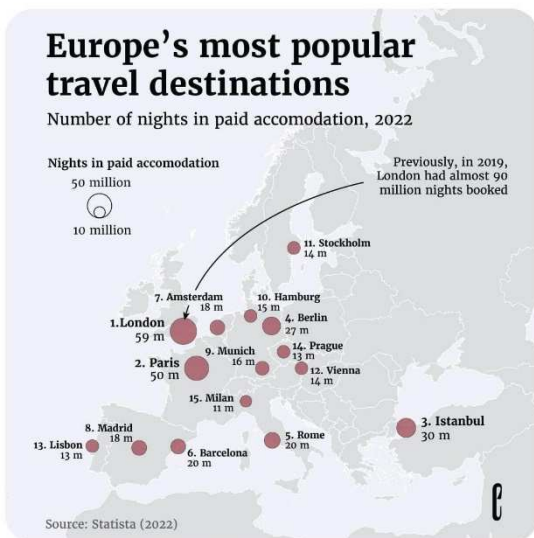 Europe's most popular
travel destinations
Number of nights in paid accomodation, 2022
Nights in paid accomodation
50 million
10 million
Previously, in 2019,
London had almost 90
million nights booked
11. Stockholm
14 m
7. Amsterdam
18 m
10. Hamburg
15 m
1.London
59 m
4. Berlin
27 m
14. Prague
13 m
9. Munich
16 m
2. Paris
50 m
12. Vienna
14 m
15. Milan
11 m
3. Istanbul
30 m
8. Madrid
18 m
5. Rome
20 m
13. Lisbon
13 m
6. Barcelona
20 m
Source: Statista (2022)
e